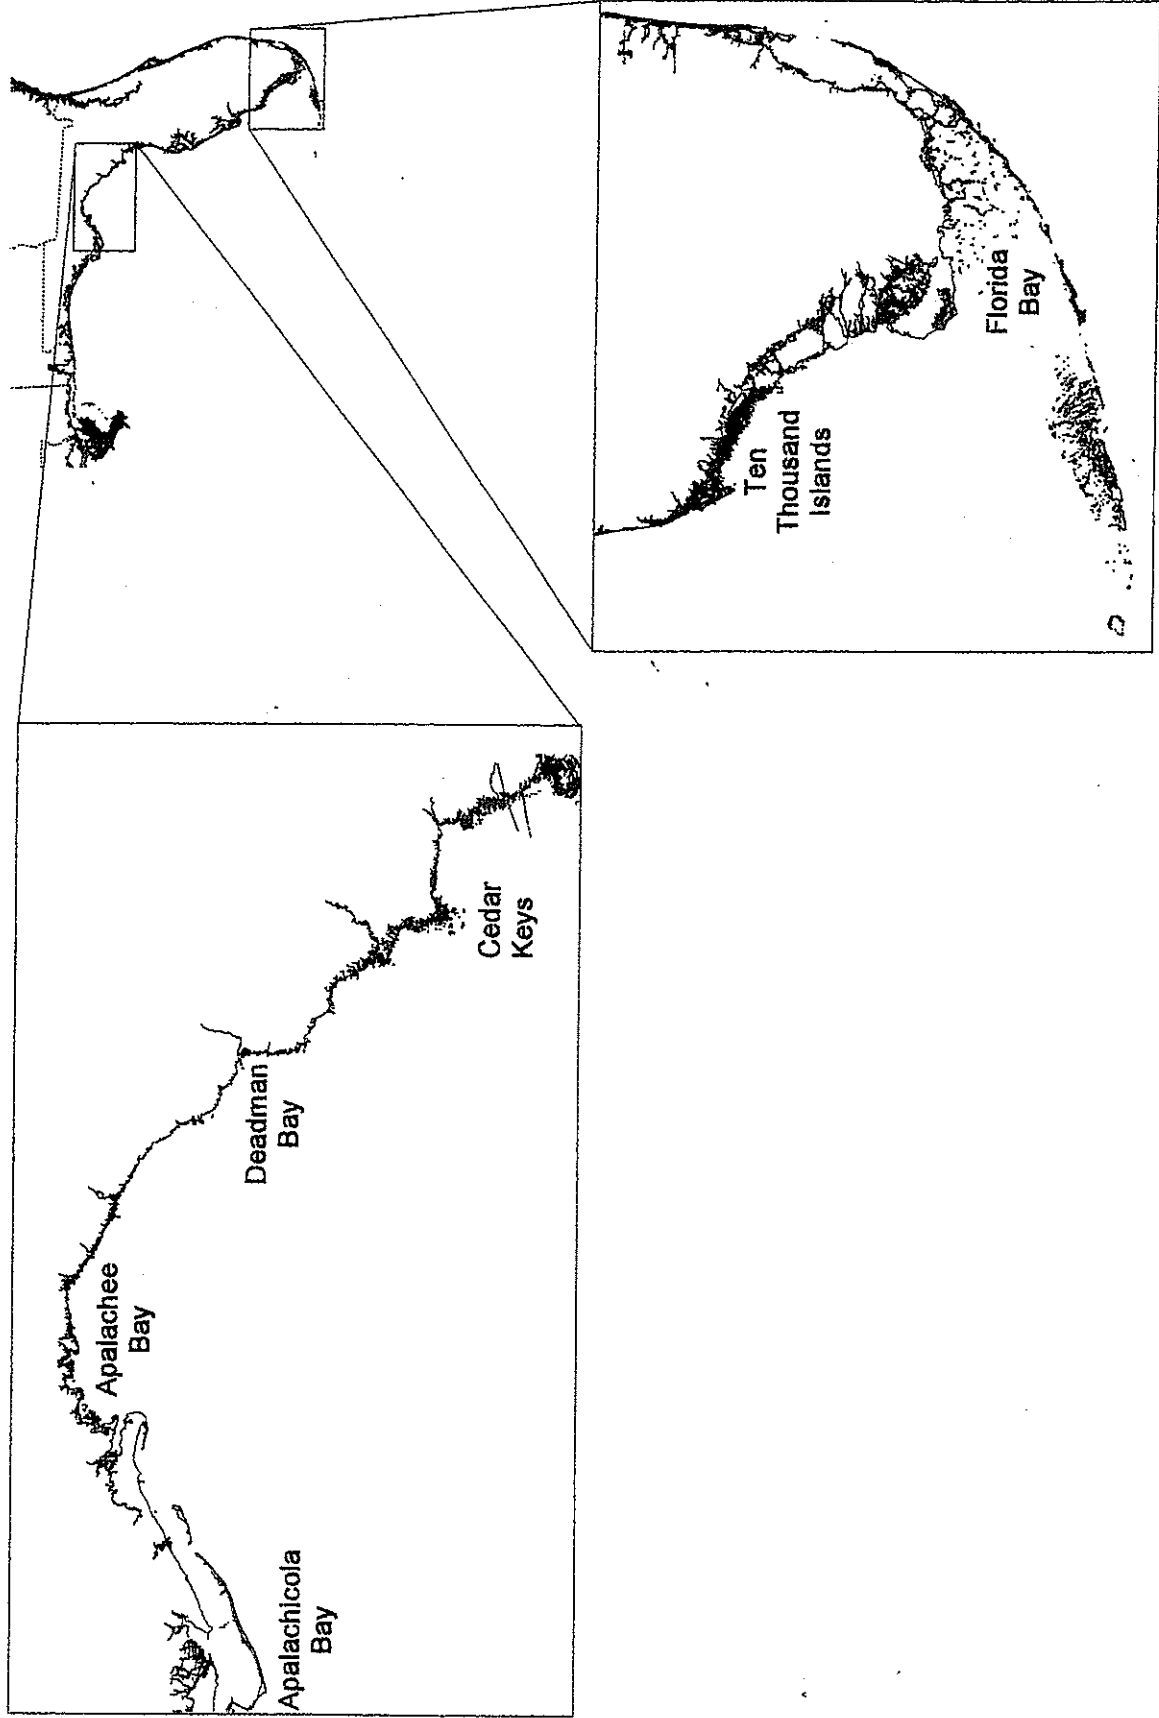 Apalachicola
Bay
Apalachee
Bay
Deadman
Bay
Cedar
Keys
Ten
Thousand
Islands
Florida
Bay